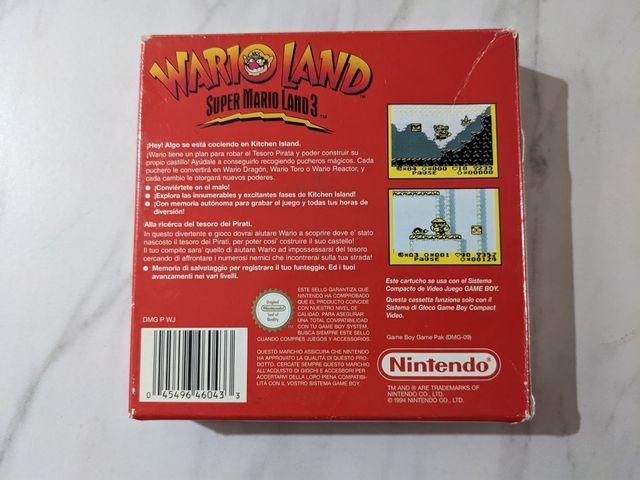 WARIO LAND
SUPER MARIO LAND 3™
¡Hey! Algo se está cociendo en Kitchen Island.
¡Wario tiene un plan para robar el Tesoro Pirata y poder construir su
propio castillo! Ayúdale a conseguirlo recogiendo pucheros mágicos. Cada
puchero le convertirá en Wario Dragón, Wario Toro o Wario Reactor, y
cada cambio le otorgará nuevos poderes.
● ¡Conviértete en el malo!
● ¡Explora las innumerables y excitantes fases de Kitchen Island!
● ¡Con memoria autónoma para grabar el juego y todas tus horas de
diversión!
Alla ricérca del tesoro dei Pirati.
In questo divertente e gioco dovrai aiutare Wario a scoprire dove e' stato
nascosto il tesoro dei Pirati, per poter cosi' costruire il suo castello!
Il tuo compito sara' quello di aiutare Wario ad impossessarsi del tesoro
cercando di affrontare i numerosi nemici che incontrerai sulla tua strada!
● Memoria di salvataggio per registrare il tuo funteggio. Ed i tuoi
avanzamenti nei vari livelli.
PAUSE
PAUSE
Este cartucho se usa con el Sistema
Compacto de Video Juego GAME BOY.
Questa cassetta funziona solo con il
Sistema di Gioco Game Boy Compact
Video.
Game Boy Game Pak (DMG-09)
Nintendo®
TM AND ® ARE TRADEMARKS OF
NINTENDO CO., LTD.
© 1994 NINTENDO CO., LTD.
DMG P WJ
Original
Nintendo
Seal of
Quality
ESTE SELLO GARANTIZA QUE
NINTENDO HA COMPROBADO
QUE EL PRODUCTO COINCIDE
CON NUESTRO NIVEL DE
CALIDAD. PARA ASEGURAR
UNA TOTAL COMPATIBILIDAD
CON TU GAME BOY SYSTEM,
BUSCA SIEMPRE ESTE SELLO
CUANDO COMPRES JUEGOS Y ACCESORIOS.
QUESTO MARCHIO ASSICURA CHE NINTENDO
HA APPROVATO LA QUALITÀ DI QUESTO PRO-
DOTTO. CERCATE SEMPRE QUESTO MARCHIO
ALL'ACQUISTO DI GIOCHI E ACCESSORI PER
ACCERTARVI DELLA LORO PIENA COMPATIBI-
LITÀ CON IL VOSTRO SISTEMA GAME BOY.
0 45496 46043 3